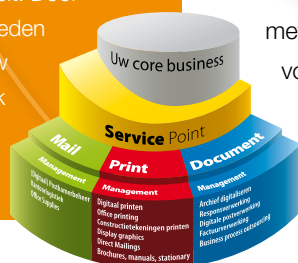 eden
me
w
vo
k
Uw core business
Service Point
Mail
Management
(Digitaal) Postkamerbeheer
Kantoorlogistiek
Office Supplies
Print
Management
Digitaal printen
Office printing
Constructietekeningen printen
Display graphics
Direct Mailings
Brochures, manuals, stationary
Document
Management
Archief digitaliseren
Responsverwerking
Digitale postverwerking
Factuurverwerking
Business process outsourcing